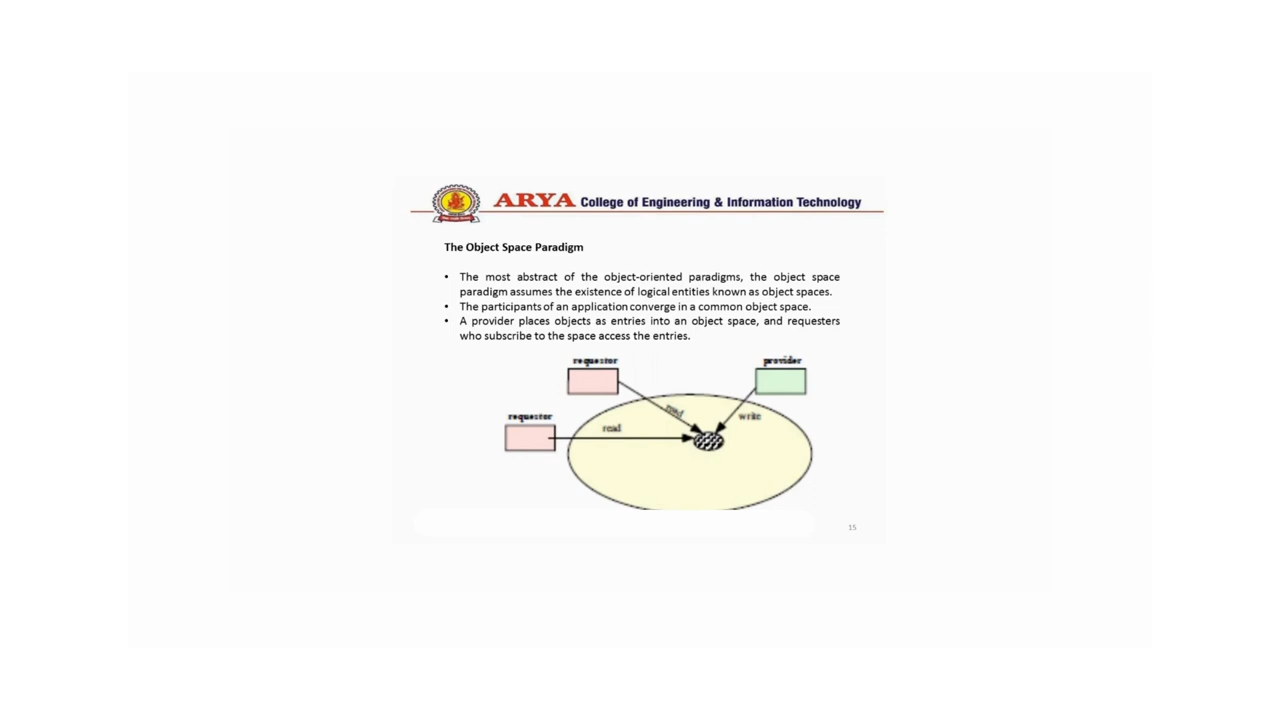 ARYA College of Engineering & Information Technology
The Object Space Paradigm
• The most abstract of the object-oriented paradigms, the object space
paradigm assumes the existence of logical entities known as object spaces.
• The participants of an application converge in a common object space.
• A provider places objects as entries into an object space, and requesters
who subscribe to the space access the entries.
requestor
provider
read
write
requestor
read
15